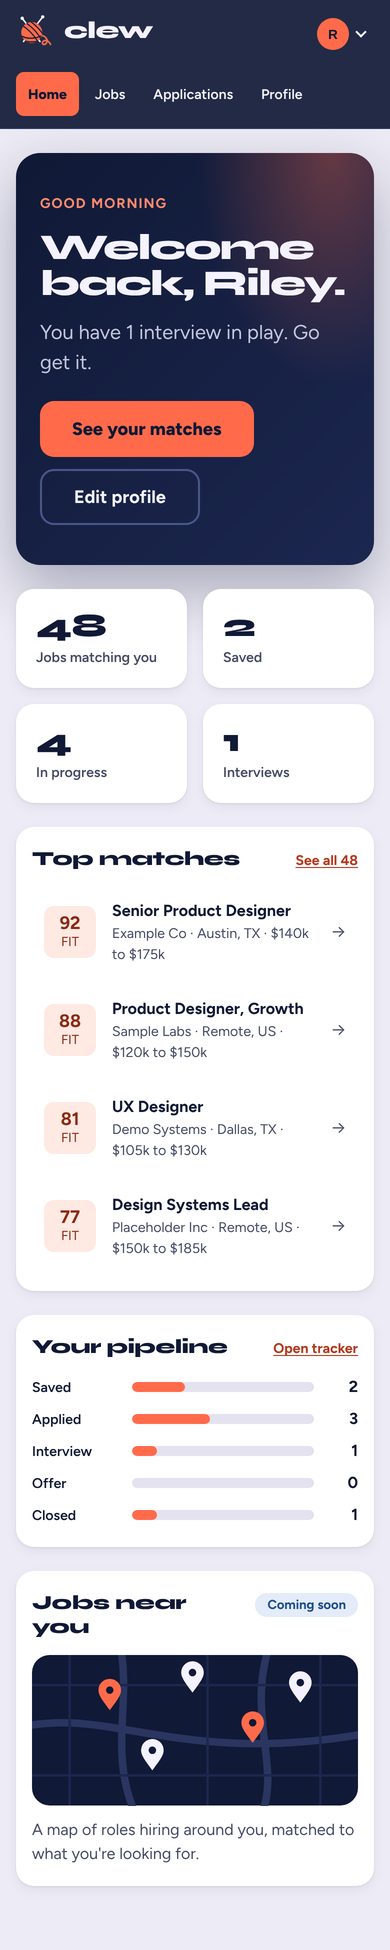 clew
R
Home
Jobs
Applications
Profile
GOOD MORNING
Welcome
back, Riley.
You have 1 interview in play. Go
get it.
See your matches
Edit profile
48
Jobs matching you
2
Saved
4
In progress
1
Interviews
Top matches
See all 48
92
FIT
Senior Product Designer
Example Co · Austin, TX · $140k
to $175k
→
88
FIT
Product Designer, Growth
Sample Labs · Remote, US ·
$120k to $150k
→
81
FIT
UX Designer
Demo Systems · Dallas, TX ·
$105k to $130k
→
77
FIT
Design Systems Lead
Placeholder Inc · Remote, US ·
$150k to $185k
→
Your pipeline
Open tracker
Saved 2
Applied 3
Interview 1
Offer 0
Closed 1
Jobs near
you
Coming soon
A map of roles hiring around you, matched to
what you're looking for.